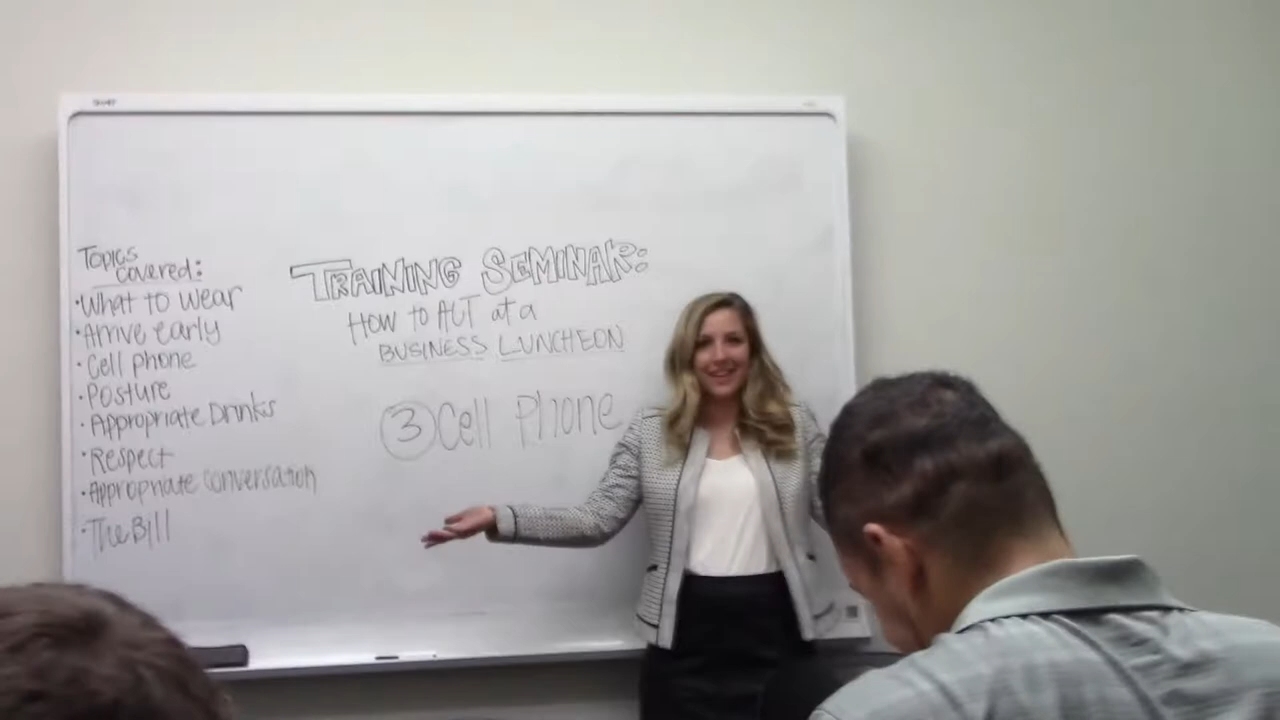 Topics
covered:
• What to wear
• Arrive early
• Cell phone
• Posture
• Appropriate Drinks
• Respect
• Appropriate conversation
• The Bill
TRAINING SEMINAR:
HOW TO ACT at a
BUSINESS LUNCHEON
3 Cell Phone